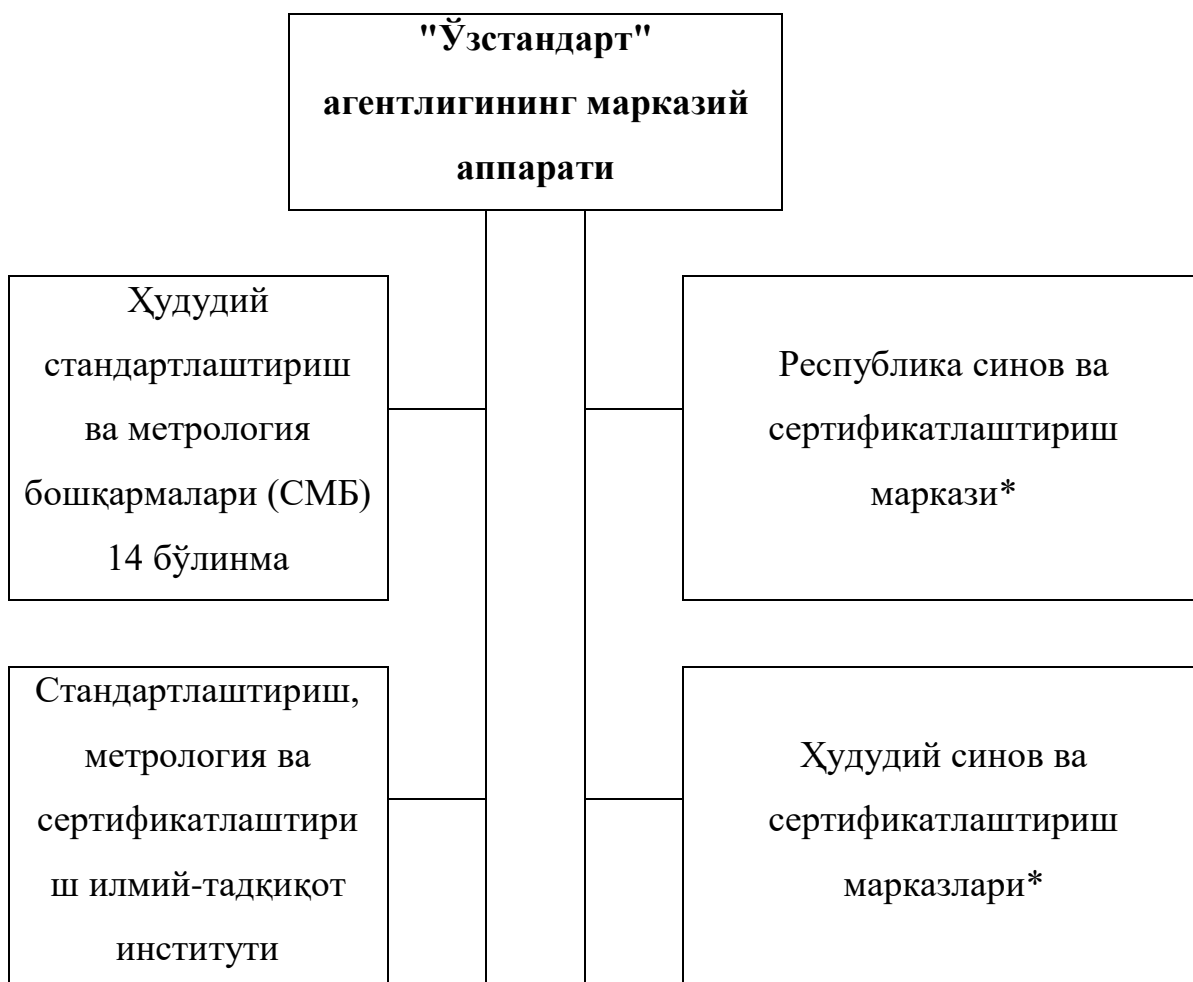 "Ўзстандарт"
агентлигининг марказий
аппарати
Ҳудудий
стандартлаштириш
ва метрология
бошқармалари (СМБ)
14 бўлинма
Республика синов ва
сертификатлаштириш
маркази*
Стандартлаштириш,
метрология ва
сертификатлаштири
ш илмий-тадқиқот
институти
Ҳудудий синов ва
сертификатлаштириш
марказлари*